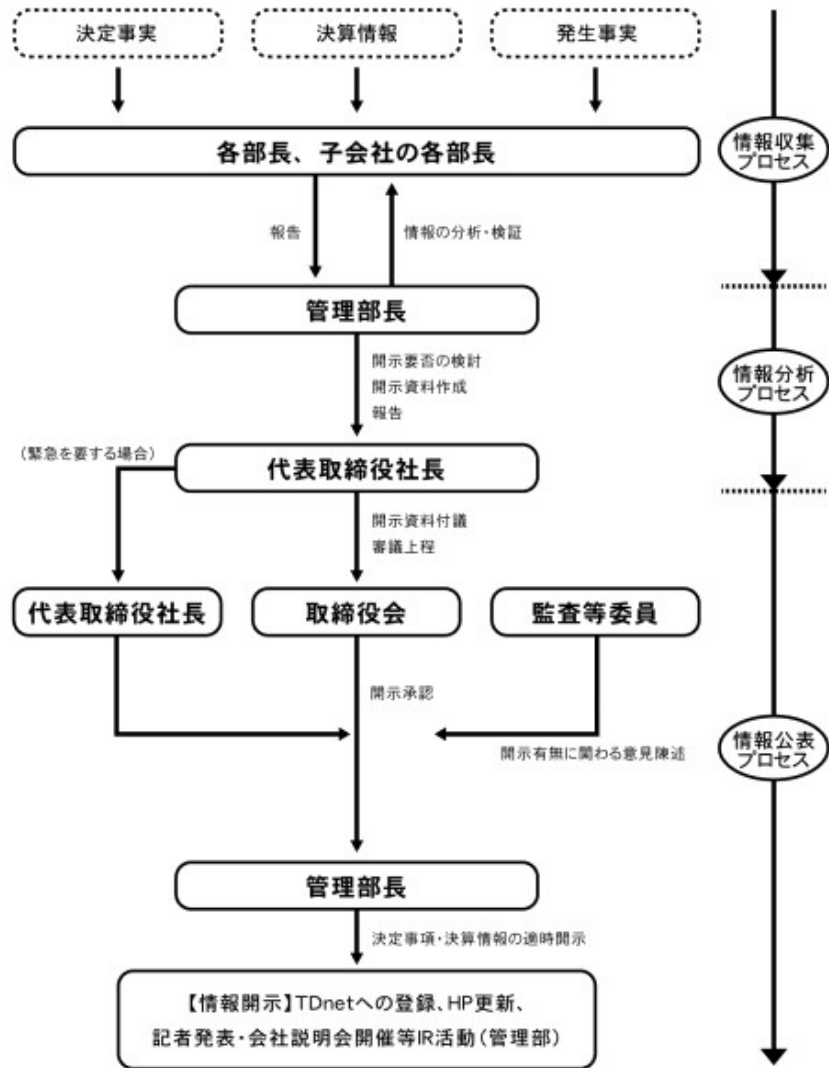 決定事実
決算情報
発生事実
各部長、子会社の各部長
情報収集
プロセス
報告
情報の分析・検証
管理部長
開示要否の検討
開示資料作成
報告
情報分析
プロセス
（緊急を要する場合）
代表取締役社長
開示資料付議
審議上程
代表取締役社長
取締役会
監査等委員
開示承認
開示有無に関わる意見陳述
情報公表
プロセス
管理部長
決定事項・決算情報の適時開示
【情報開示】TDnetへの登録、HP更新、
記者発表・会社説明会開催等IR活動（管理部）